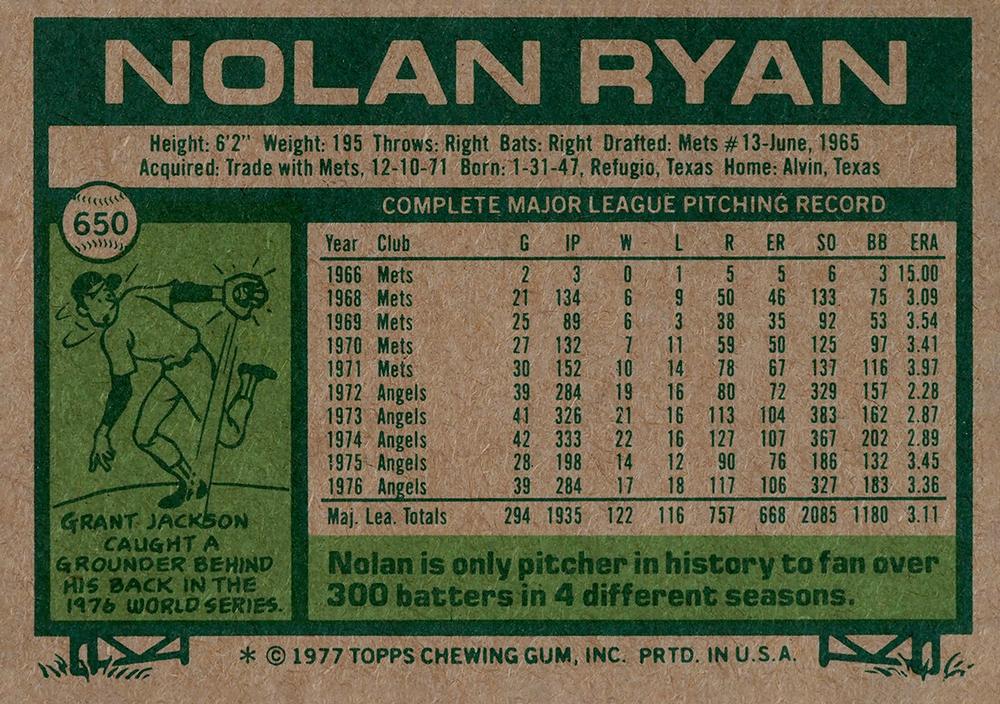 NOLAN RYAN
Height: 6'2" Weight: 195 Throws: Right Bats: Right Drafted: Mets #13-June, 1965
Acquired: Trade with Mets, 12-10-71 Born: 1-31-47, Refugio, Texas Home: Alvin, Texas
650
COMPLETE MAJOR LEAGUE PITCHING RECORD
Year Club G IP W L R ER SO BB ERA
1966 Mets 2 3 0 1 5 5 6 3 15.00
1968 Mets 21 134 6 9 50 46 133 75 3.09
1969 Mets 25 89 6 3 38 35 92 53 3.54
1970 Mets 27 132 7 11 59 50 125 97 3.41
1971 Mets 30 152 10 14 78 67 137 116 3.97
1972 Angels 39 284 19 16 80 72 329 157 2.28
1973 Angels 41 326 21 16 113 104 383 162 2.87
1974 Angels 42 333 22 16 127 107 367 202 2.89
1975 Angels 28 198 14 12 90 76 186 132 3.45
1976 Angels 39 284 17 18 117 106 327 183 3.36
Maj. Lea. Totals 294 1935 122 116 757 668 2085 1180 3.11
GRANT JACKSON
CAUGHT A
GROUNDER BEHIND
HIS BACK IN THE
1976 WORLD SERIES.
Nolan is only pitcher in history to fan over
300 batters in 4 different seasons.
* © 1977 TOPPS CHEWING GUM, INC. PRTD. IN U.S.A.